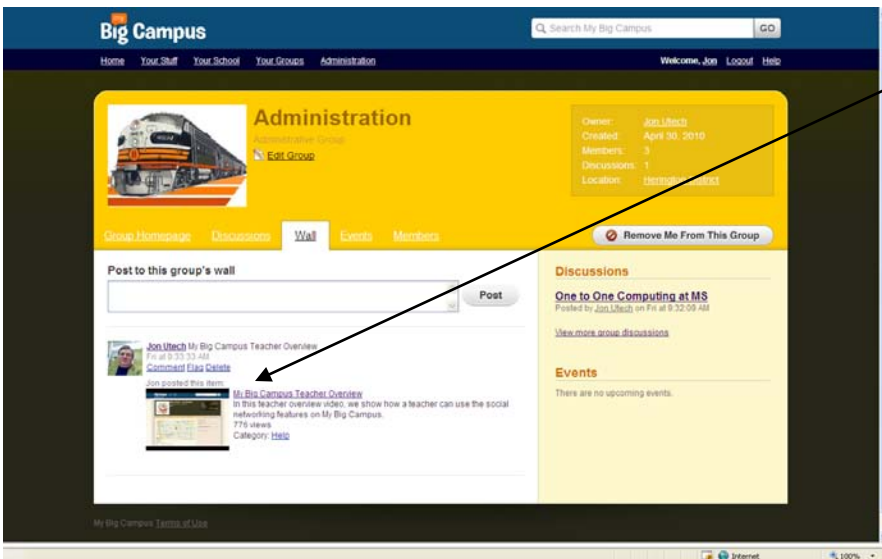 my
Big Campus
Search My Big Campus
GO
Home Your Stuff Your School Your Groups Administration
Welcome, Jon Logout Help
Administration
Administrative Group
Edit Group
Owner: Jon Utech
Created: April 30, 2010
Members: 3
Discussions: 1
Location: Herington District
Group Homepage Discussions Wall Events Members
Remove Me From This Group
Post to this group's wall
Post
Jon Utech My Big Campus Teacher Overview
Fri at 9:33:33 AM
Comment Flag Delete
Jon posted this item:
My Big Campus Teacher Overview
In this teacher overview video, we show how a teacher can use the social
networking features on My Big Campus.
776 views
Category: Help
Discussions
One to One Computing at MS
Posted by Jon Utech on Fri at 9:32:09 AM
View more group discussions
Events
There are no upcoming events.
My Big Campus Terms of Use
Internet
100%